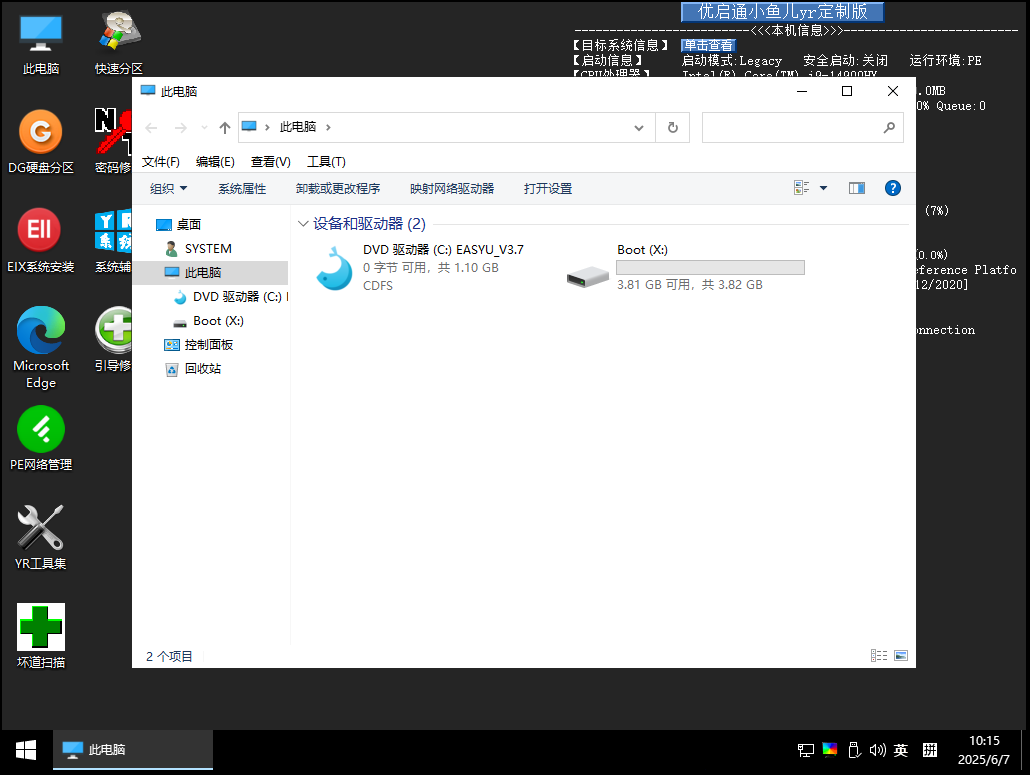 优启通小鱼儿yr定制版
------------------------<<<本机信息>>>------------------------
【目标系统信息】 单击查看
【启动信息】 启动模式:Legacy 安全启动:关闭 运行环境:PE
【CPU处理器】 Intel(R) Core(TM) i9-14900HX
.0MB
0% Queue:0
(7%)
(0.0%)
eference Platfo
12/2020]
onnection
此电脑
快速分区
DG硬盘分区
密码修
EIX系统安装
系统辅
Microsoft
Edge
引导修
PE网络管理
YR工具集
坏道扫描
此电脑
此电脑
文件(F) 编辑(E) 查看(V) 工具(T)
组织 系统属性 卸载或更改程序 映射网络驱动器 打开设置
桌面
SYSTEM
此电脑
DVD 驱动器 (C:)
Boot (X:)
控制面板
回收站
设备和驱动器 (2)
DVD 驱动器 (C:) EASYU_V3.7
0 字节 可用，共 1.10 GB
CDFS
Boot (X:)
3.81 GB 可用，共 3.82 GB
2 个项目
此电脑
英 拼
10:15
2025/6/7